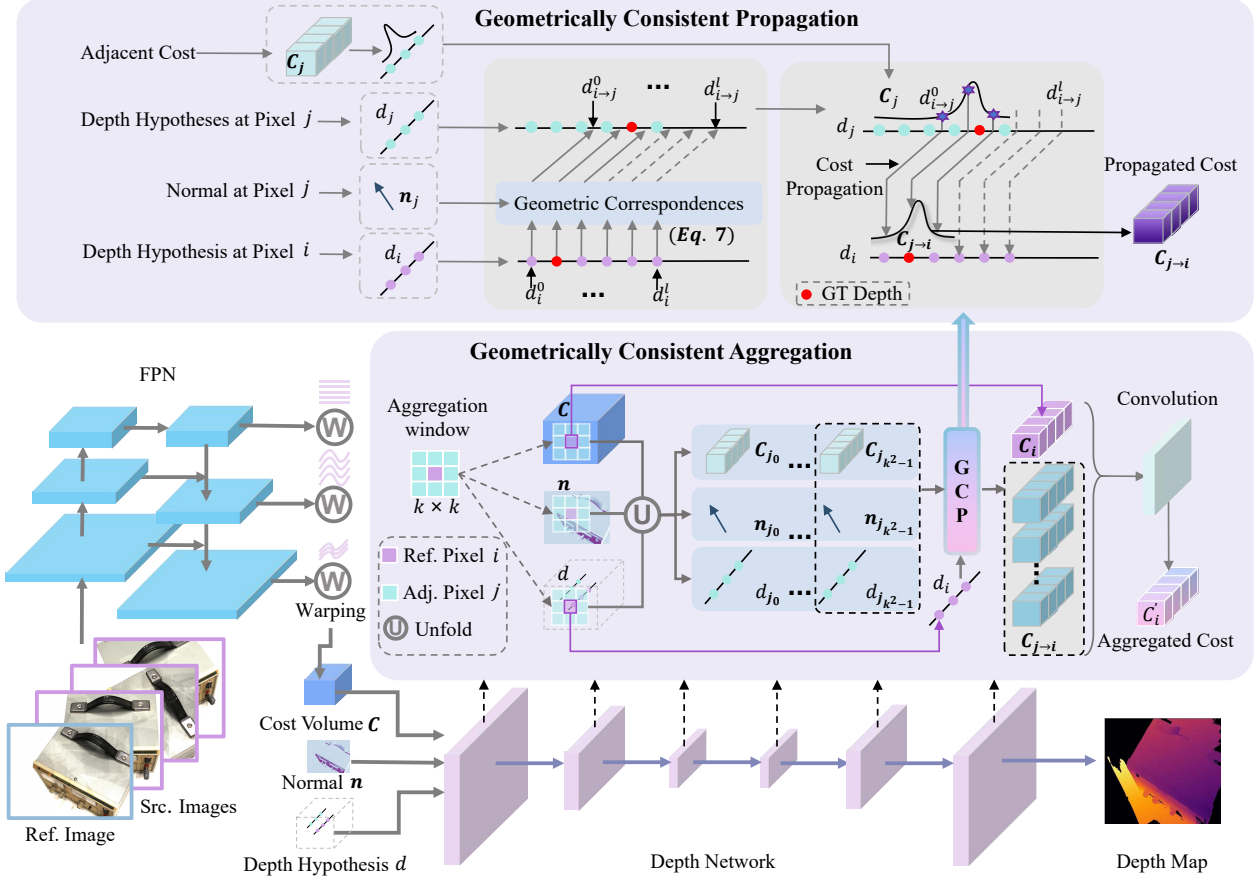 Geometrically Consistent Propagation
Adjacent Cost
C_j
Depth Hypotheses at Pixel j
d_j
Normal at Pixel j
n_j
Depth Hypothesis at Pixel i
d_i
d^0_{i→j} ... d^l_{i→j}
Geometric Correspondences
(Eq. 7)
d^0_i ... d^l_i
C_j d^0_{i→j} d^l_{i→j}
d_j
Cost
Propagation
C_{j→i}
d_i
GT Depth
Propagated Cost
C_{j→i}
Geometrically Consistent Aggregation
FPN
W
W
W
Warping
Aggregation
window
k × k
Ref. Pixel i
Adj. Pixel j
U Unfold
C
n
d
U
C_{j_0} ... C_{j_{k^2-1}}
n_{j_0} ... n_{j_{k^2-1}}
d_{j_0} ... d_{j_{k^2-1}}
G
C
P
d_i
C_i
C_{j→i}
Convolution
C'_i
Aggregated Cost
Cost Volume C
Normal n
Depth Hypothesis d
Src. Images
Ref. Image
Depth Network
Depth Map